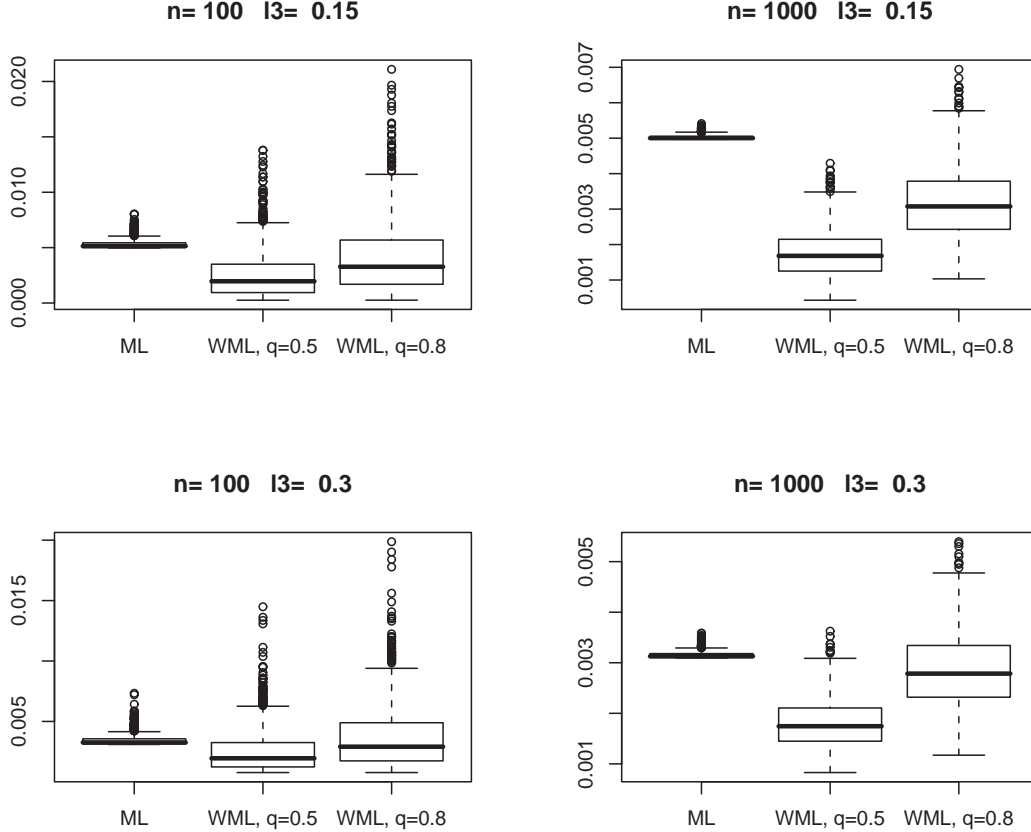 n= 100 l3= 0.15
0.020
0.010
0.000
ML
WML, q=0.5
WML, q=0.8
n= 1000 l3= 0.15
0.007
0.005
0.003
0.001
ML
WML, q=0.5
WML, q=0.8
n= 100 l3= 0.3
0.015
0.005
ML
WML, q=0.5
WML, q=0.8
n= 1000 l3= 0.3
0.005
0.003
0.001
ML
WML, q=0.5
WML, q=0.8